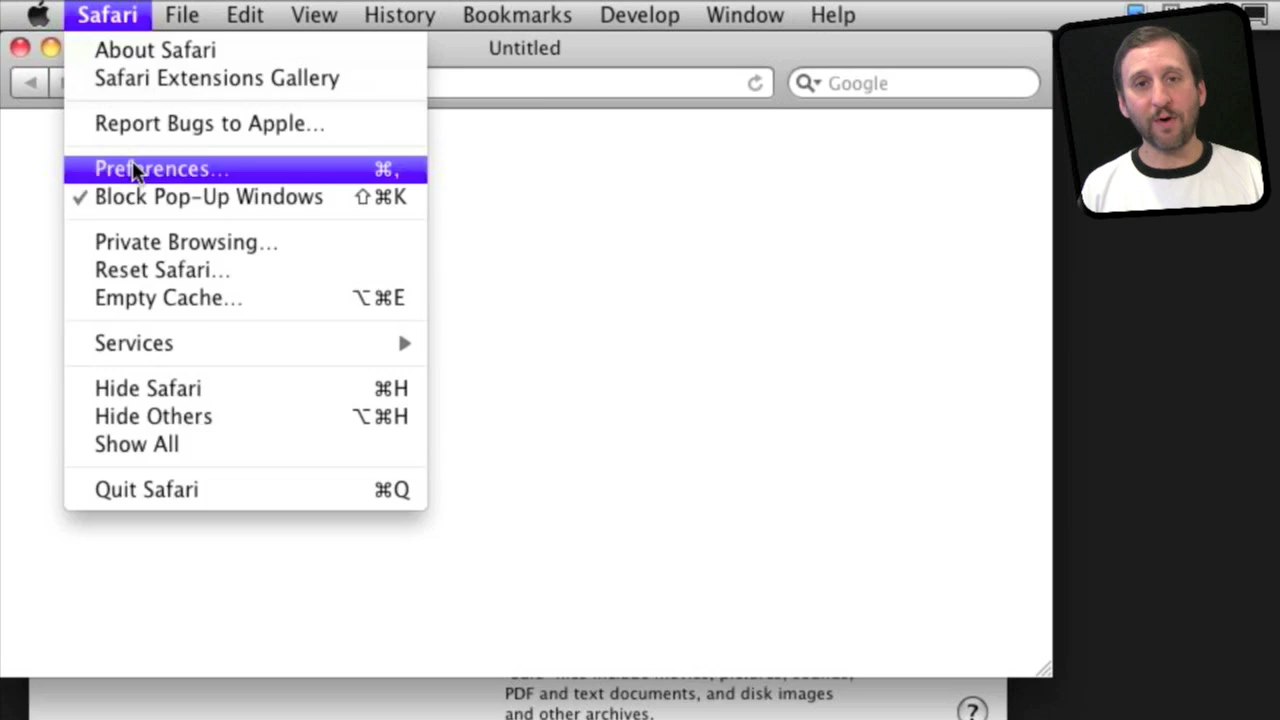 Safari File Edit View History Bookmarks Develop Window Help
Untitled
Google
About Safari
Safari Extensions Gallery
Report Bugs to Apple...
Preferences... ⌘,
✓ Block Pop-Up Windows ⇧⌘K
Private Browsing...
Reset Safari...
Empty Cache... ⌥⌘E
Services ▶
Hide Safari ⌘H
Hide Others ⌥⌘H
Show All
Quit Safari ⌘Q
PDF and text documents, and disk images
and other archives.
?